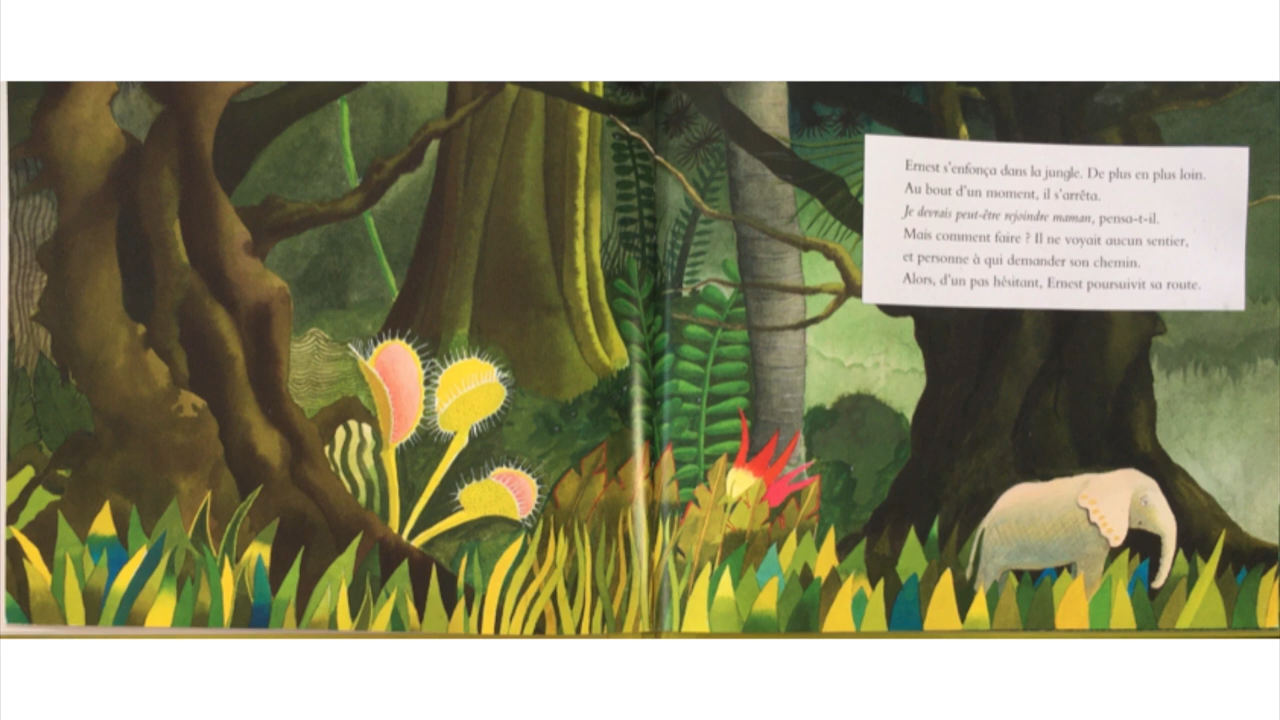 Ernest s'enfonça dans la jungle. De plus en plus loin.
Au bout d'un moment, il s'arrêta.
Je devrais peut-être rejoindre maman, pensa-t-il.
Mais comment faire ? Il ne voyait aucun sentier,
et personne à qui demander son chemin.
Alors, d'un pas hésitant, Ernest poursuivit sa route.